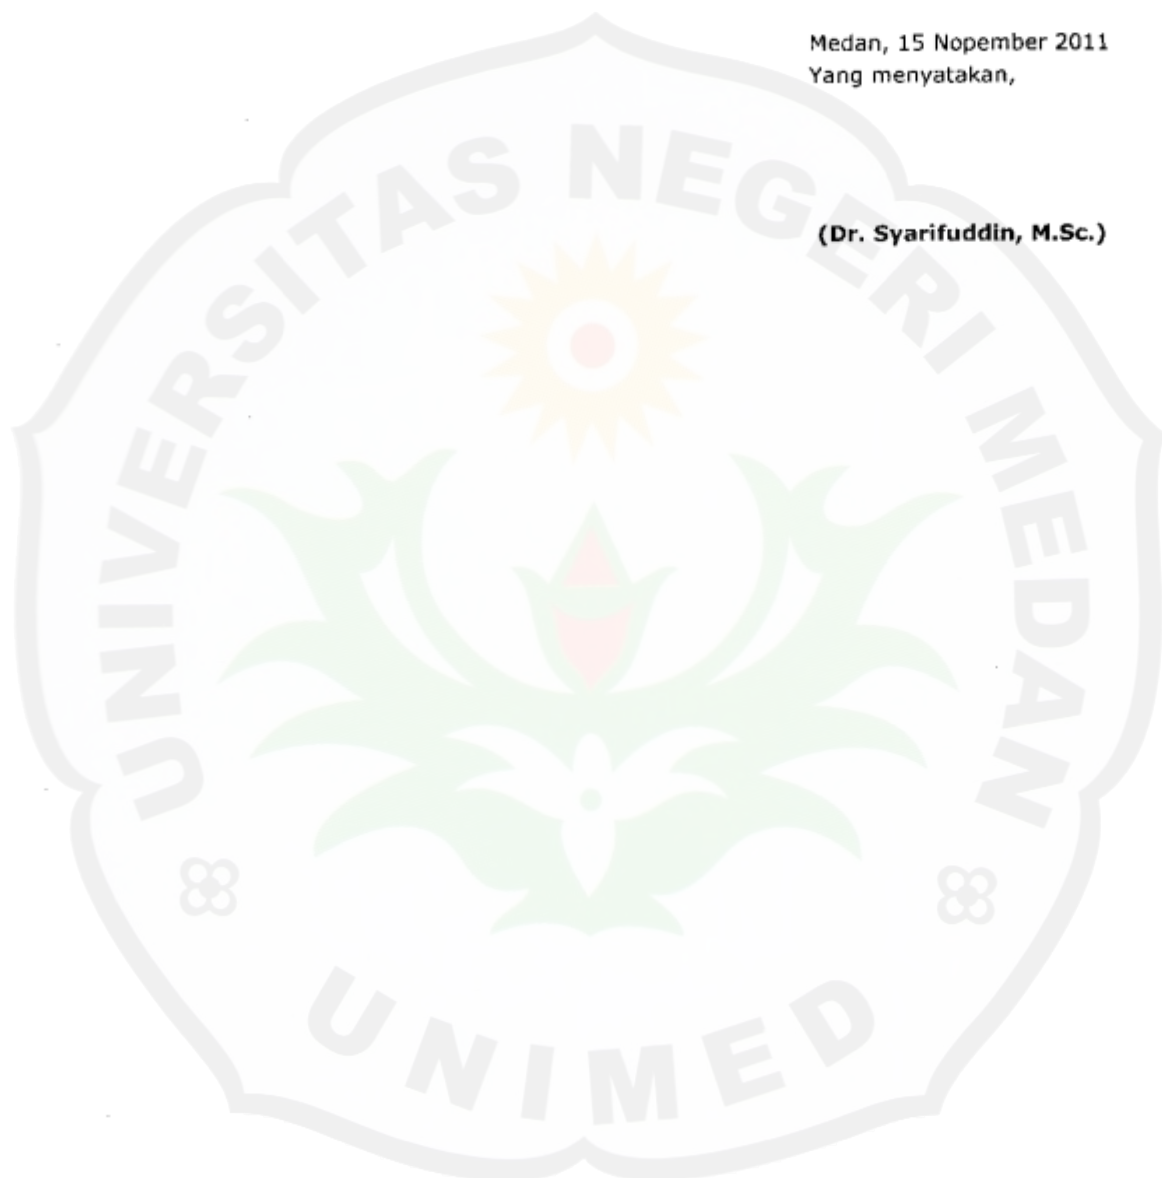 Medan, 15 Nopember 2011
Yang menyatakan,
(Dr. Syarifuddin, M.Sc.)
UNIVERSITAS NEGERI MEDAN
UNIMED